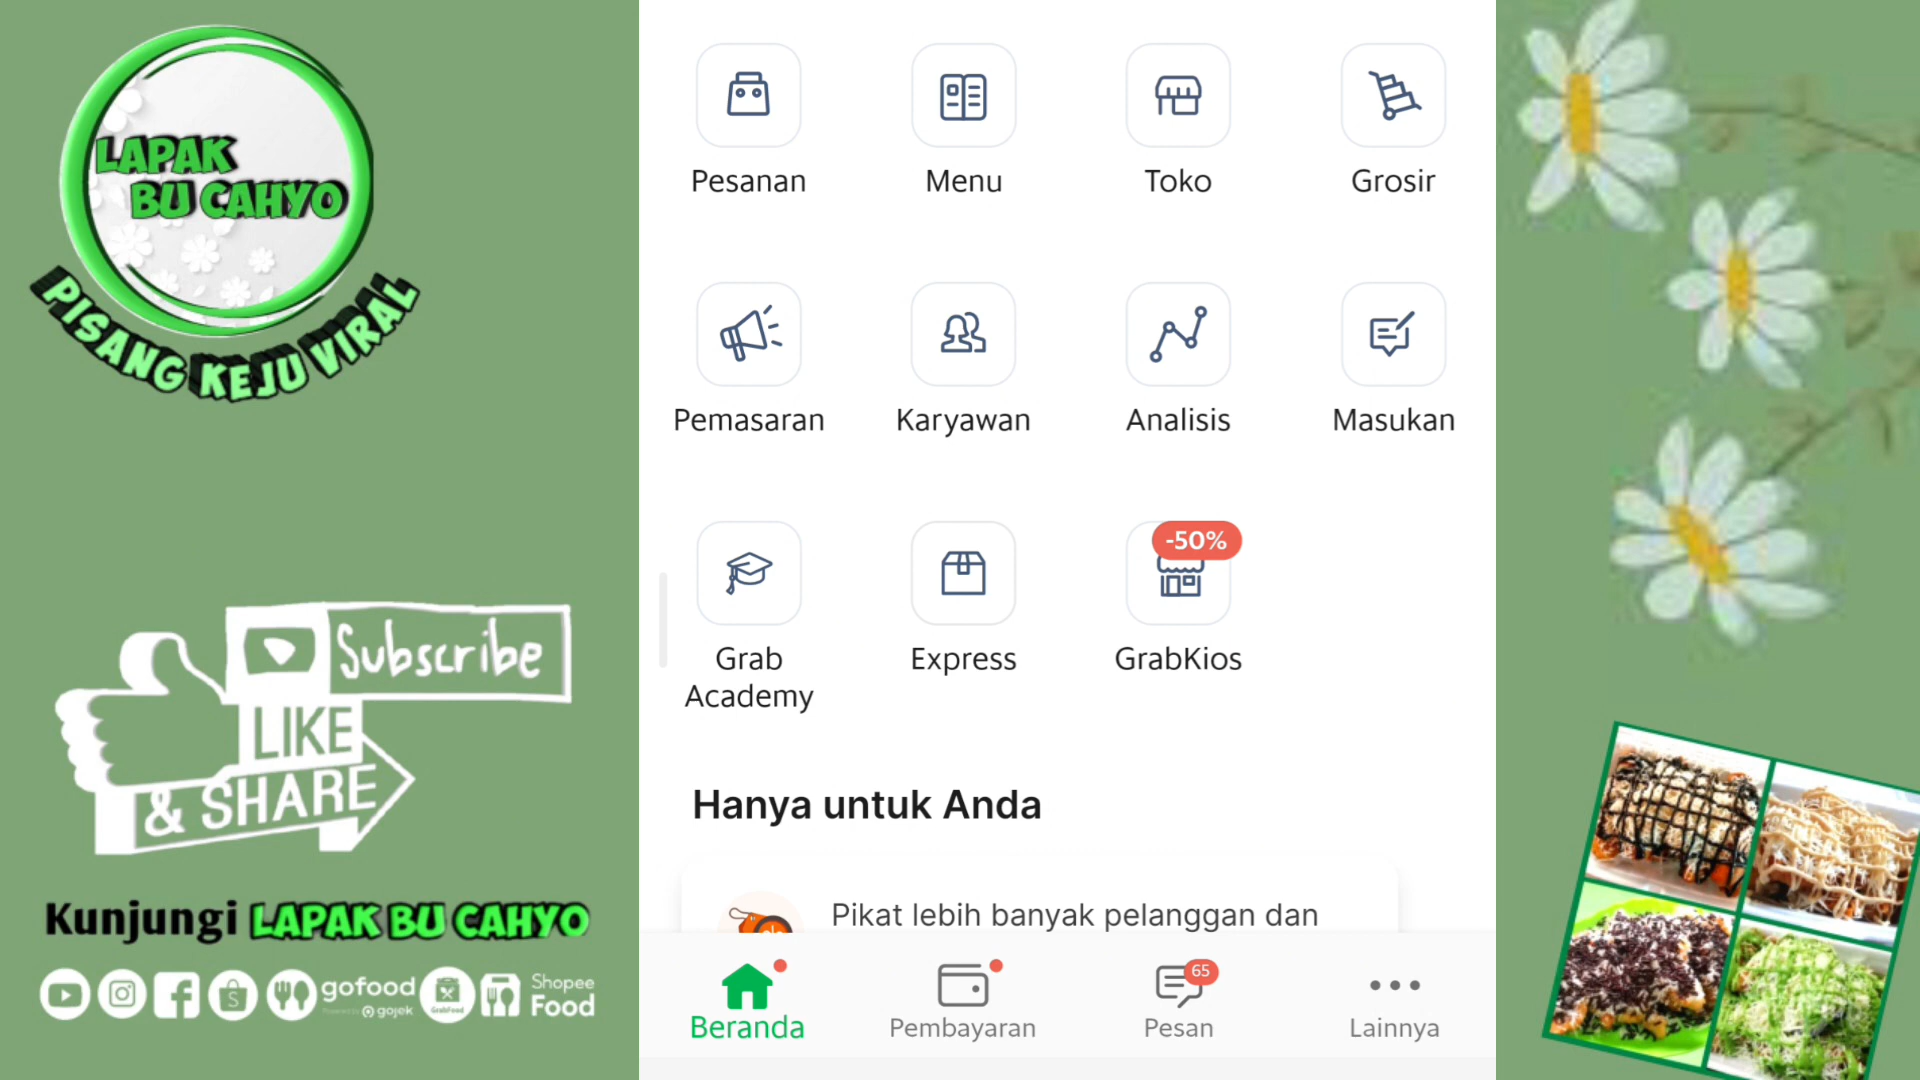 LAPAK
BU CAHYO
PISANG KEJU VIRAL
Subscribe
LIKE
& SHARE
Kunjungi LAPAK BU CAHYO
gofood
gojek
GrabFood
Shopee
Food
Pesanan
Menu
Toko
Grosir
Pemasaran
Karyawan
Analisis
Masukan
-50%
Grab
Academy
Express
GrabKios
Hanya untuk Anda
Pikat lebih banyak pelanggan dan
65
Beranda
Pembayaran
Pesan
Lainnya